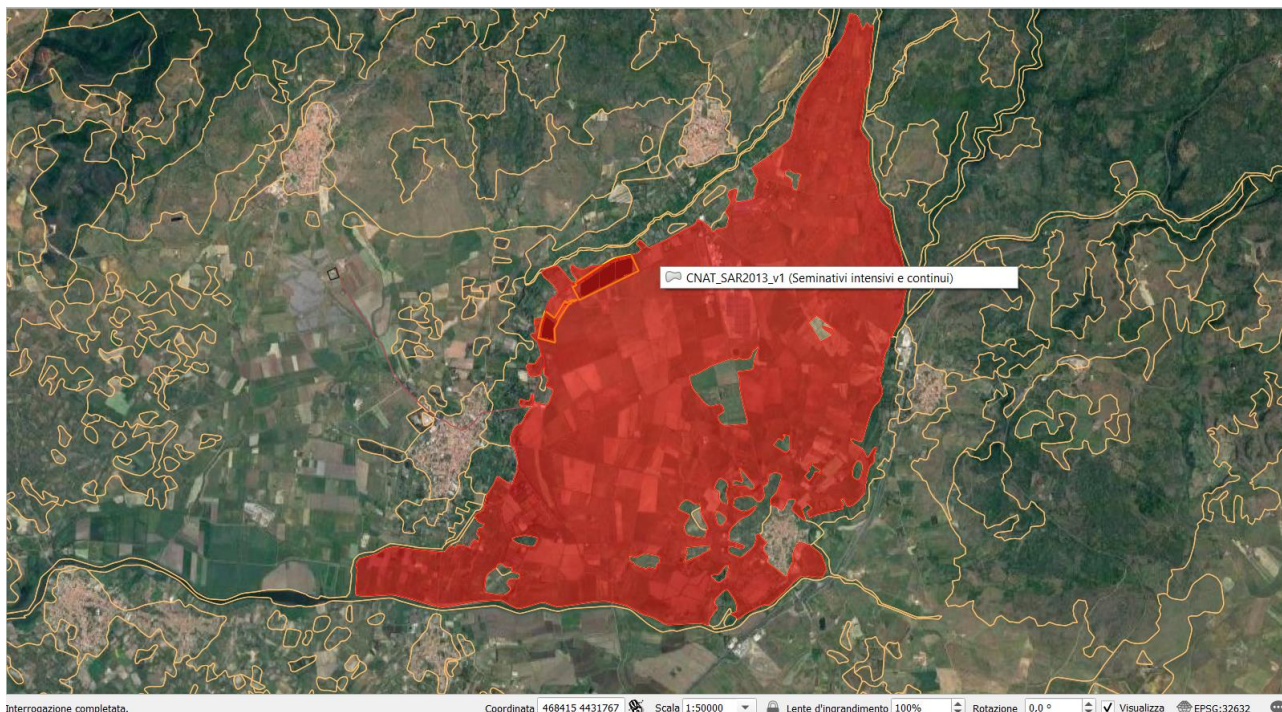 CNAT_SAR2013_v1 (Seminativi intensivi e continui)
Interrogazione completata. Coordinata 468415 4431767 Scala 1:50000 Lente d'ingrandimento 100% Rotazione 0,0 ° Visualizza EPSG:32632